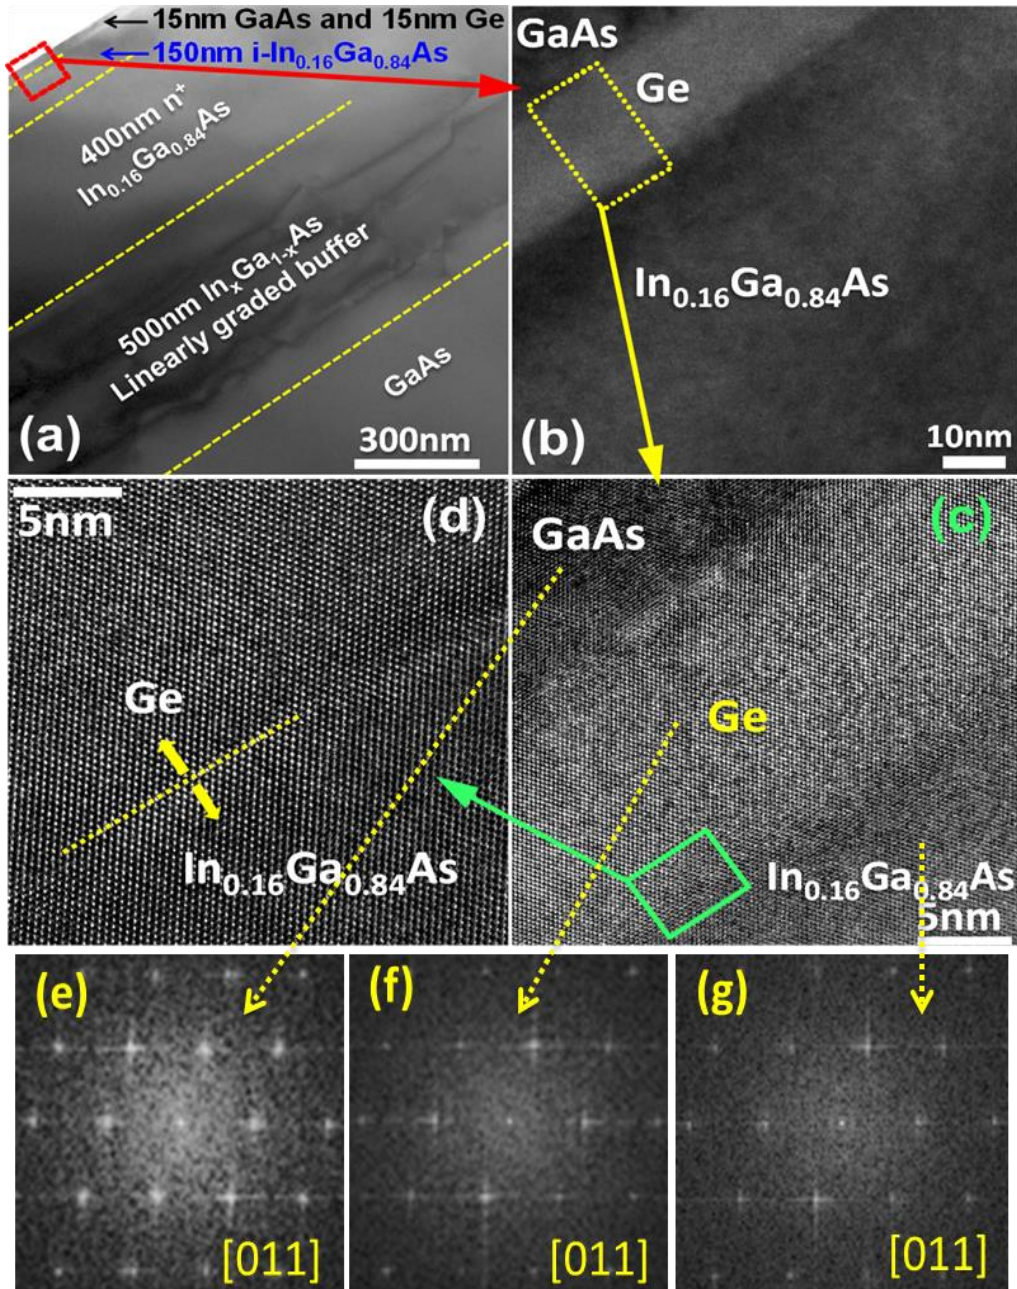 15nm GaAs and 15nm Ge
150nm i-In₀.₁₆Ga₀.₈₄As
400nm n⁺
In₀.₁₆Ga₀.₈₄As
500nm InₓGa₁₋ₓAs
Linearly graded buffer
GaAs
(a)
300nm
GaAs
Ge
In₀.₁₆Ga₀.₈₄As
(b)
10nm
5nm
(d)
Ge
In₀.₁₆Ga₀.₈₄As
GaAs
(c)
Ge
In₀.₁₆Ga₀.₈₄As
5nm
(e)
[011]
(f)
[011]
(g)
[011]